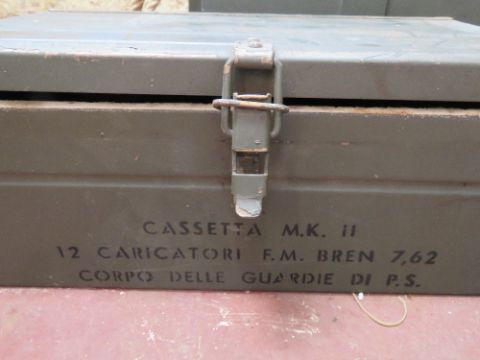 CASSETTA M.K. II
12 CARICATORI F.M. BREN 7,62
CORPO DELLE GUARDIE DI P.S.